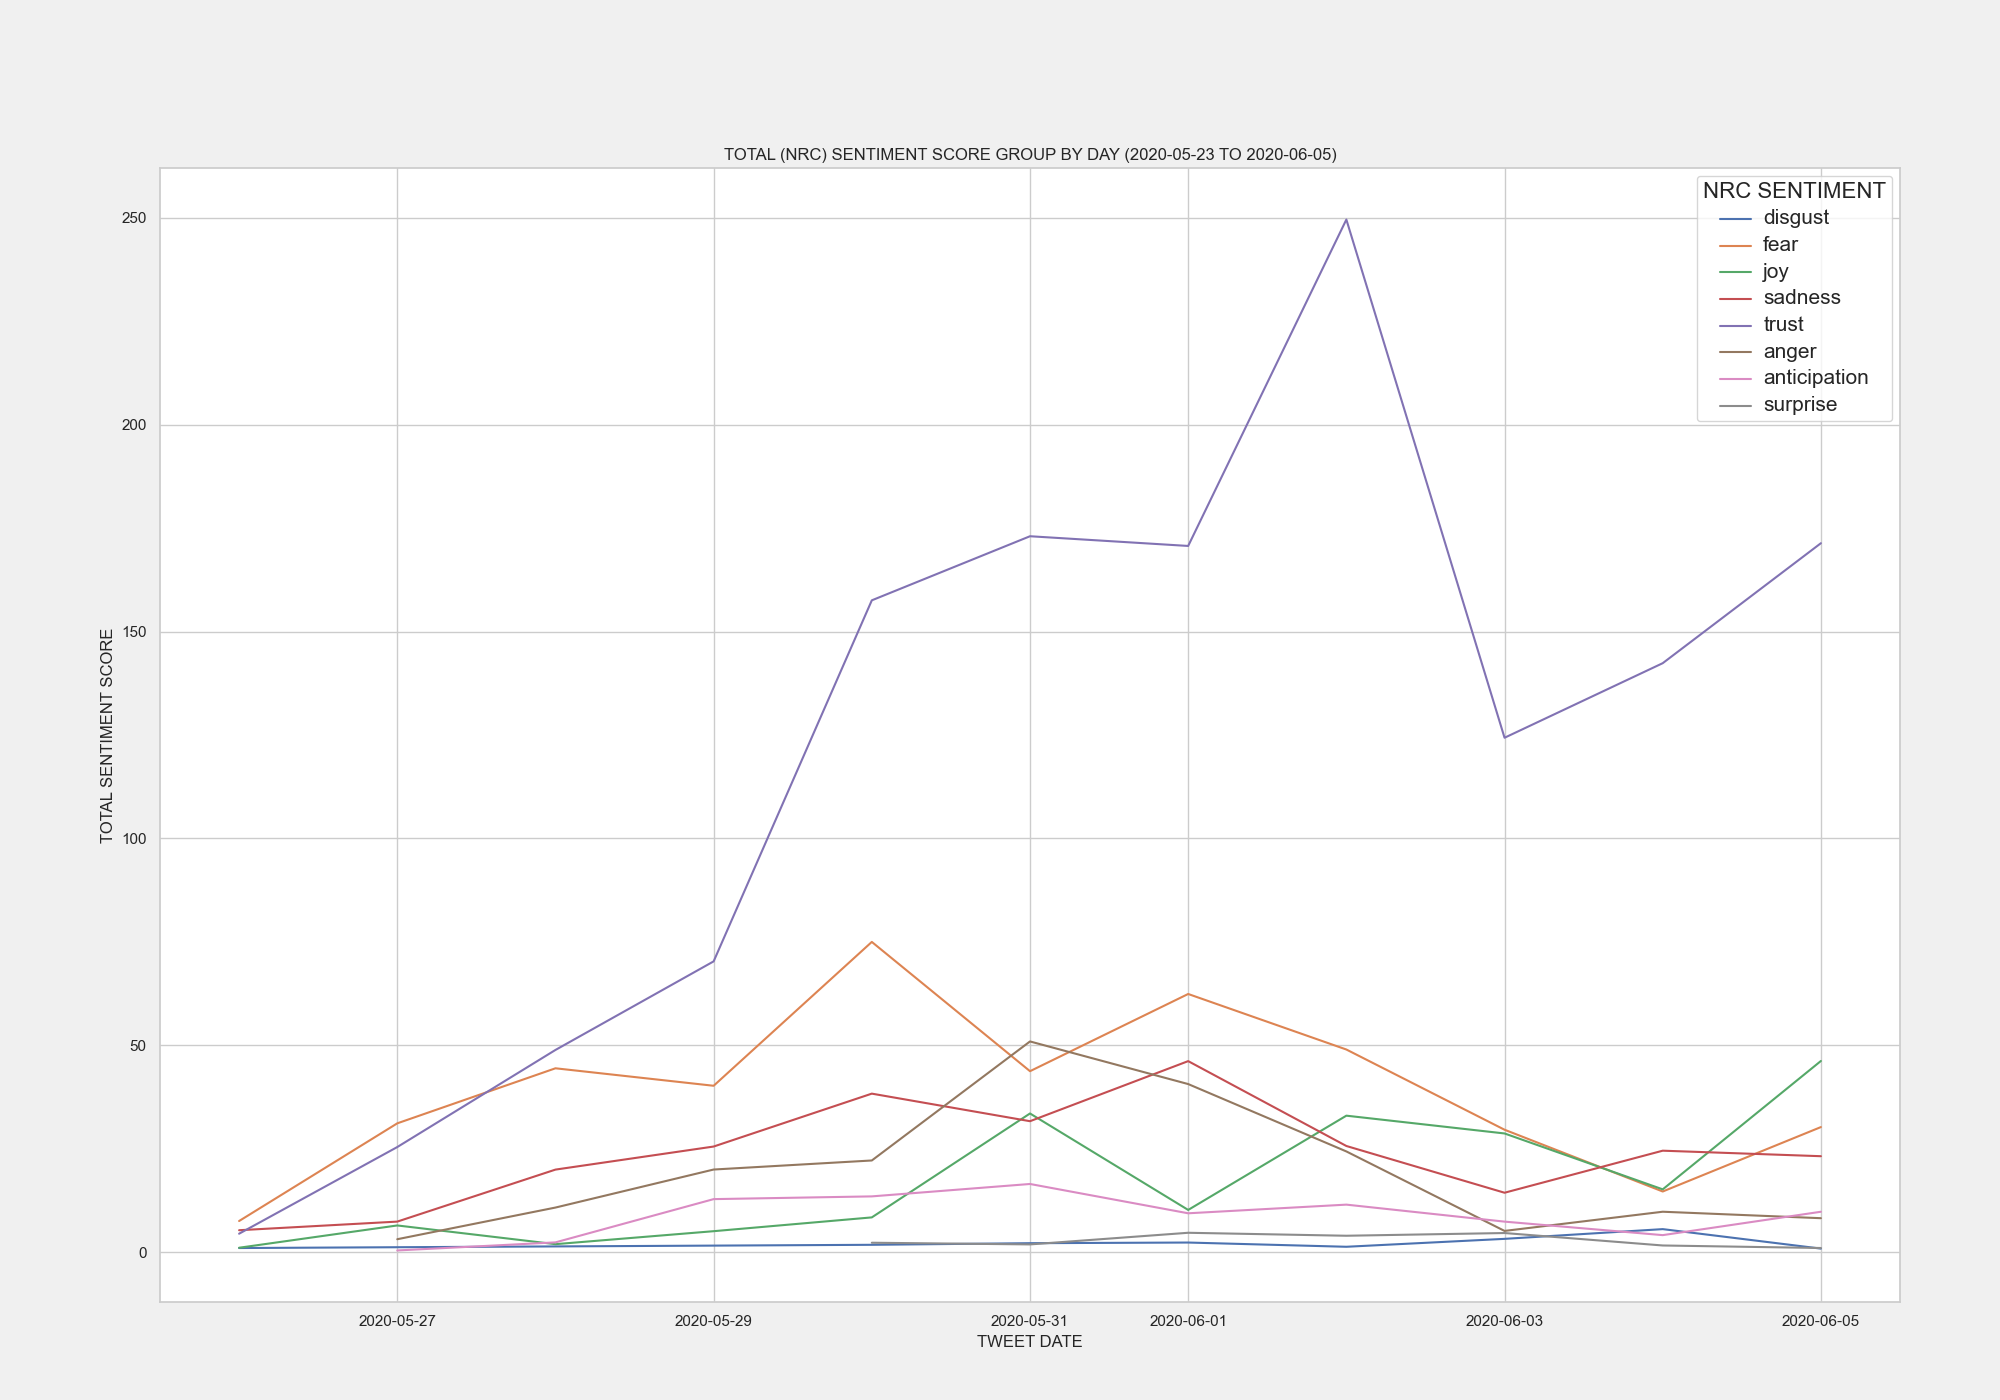 TOTAL (NRC) SENTIMENT SCORE GROUP BY DAY (2020-05-23 TO 2020-06-05)
NRC SENTIMENT
disgust
fear
joy
sadness
trust
anger
anticipation
surprise
TOTAL SENTIMENT SCORE
250
200
150
100
50
0
2020-05-27
2020-05-29
2020-05-31
2020-06-01
2020-06-03
2020-06-05
TWEET DATE